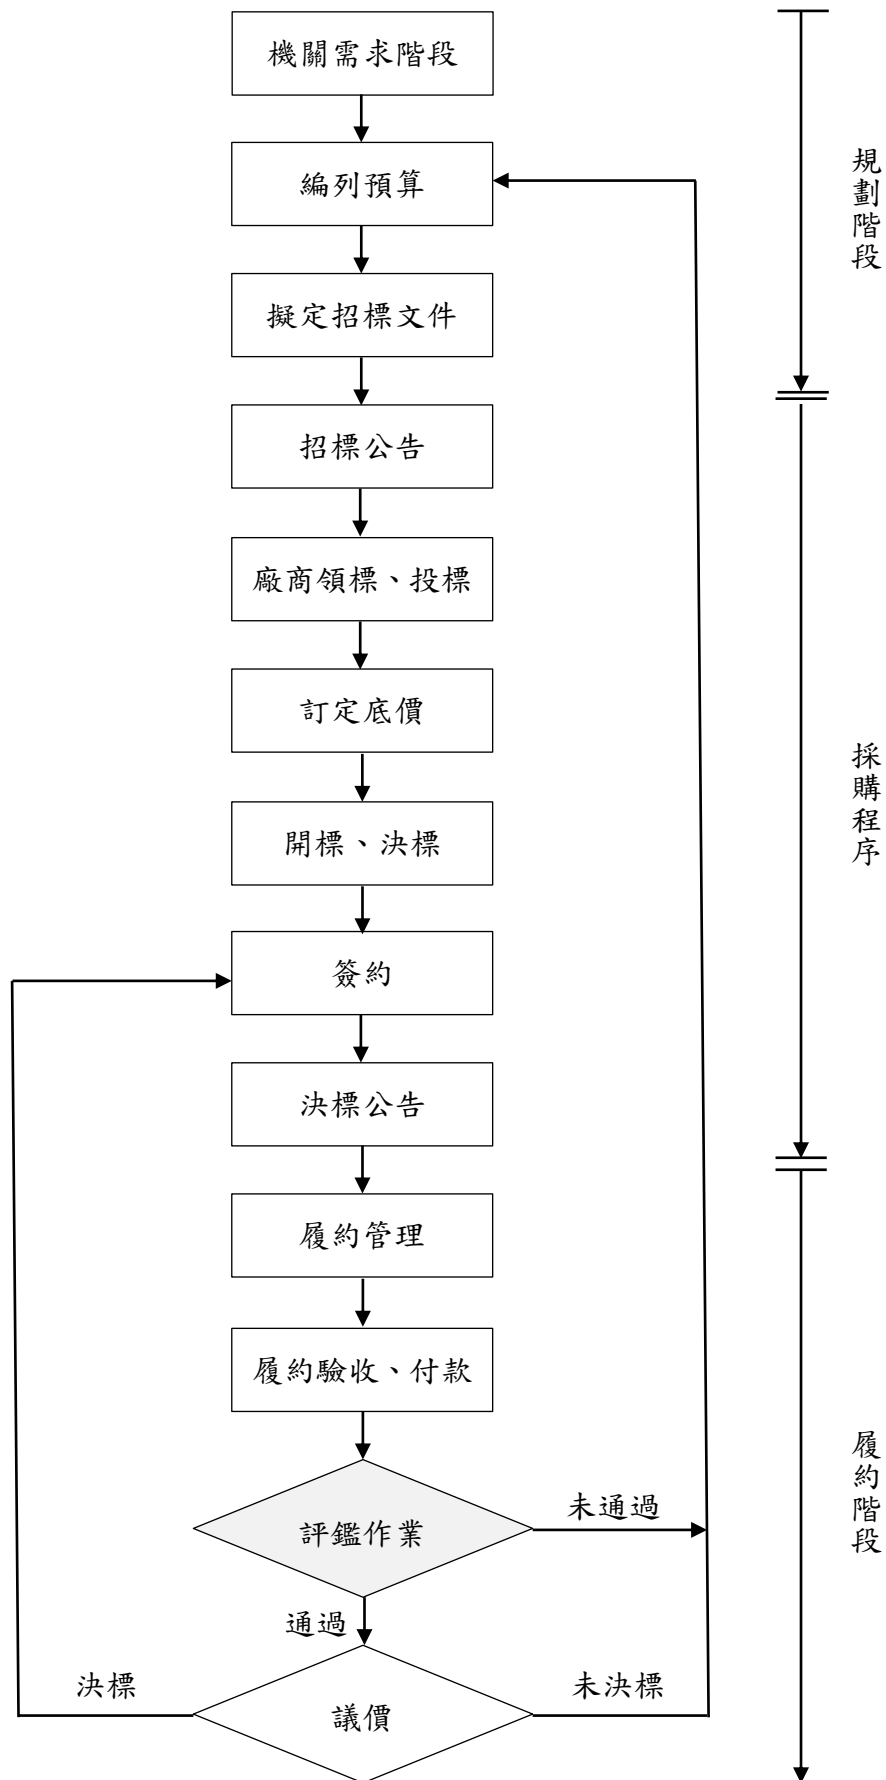 機關需求階段
編列預算
擬定招標文件
招標公告
廠商領標、投標
訂定底價
開標、決標
簽約
決標公告
履約管理
履約驗收、付款
評鑑作業
未通過
通過
決標
議價
未決標
規劃階段
採購程序
履約階段